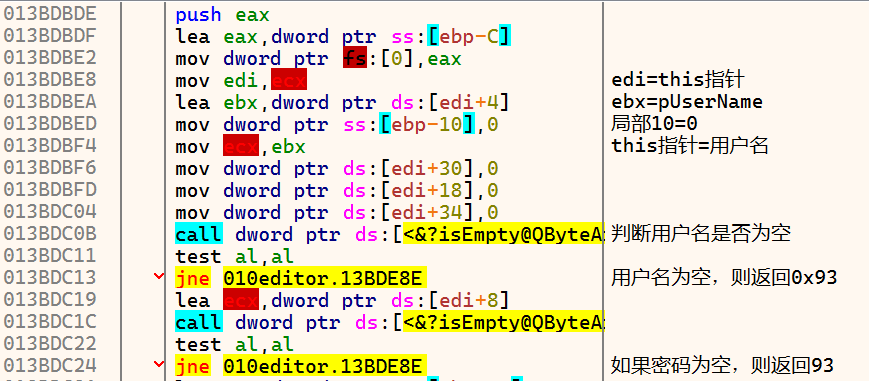 013BDBDE push eax
013BDBDF lea eax,dword ptr ss:[ebp-C]
013BDBE2 mov dword ptr fs:[0],eax
013BDBE8 mov edi,ecx edi=this指针
013BDBEA lea ebx,dword ptr ds:[edi+4] ebx=pUserName
013BDBED mov dword ptr ss:[ebp-10],0 局部10=0
013BDBF4 mov ecx,ebx this指针=用户名
013BDBF6 mov dword ptr ds:[edi+30],0
013BDBFD mov dword ptr ds:[edi+18],0
013BDC04 mov dword ptr ds:[edi+34],0
013BDC0B call dword ptr ds:[<&?isEmpty@QByteA 判断用户名是否为空
013BDC11 test al,al
013BDC13 jne 010editor.13BDE8E 用户名为空，则返回0x93
013BDC19 lea ecx,dword ptr ds:[edi+8]
013BDC1C call dword ptr ds:[<&?isEmpty@QByteA
013BDC22 test al,al
013BDC24 jne 010editor.13BDE8E 如果密码为空，则返回93